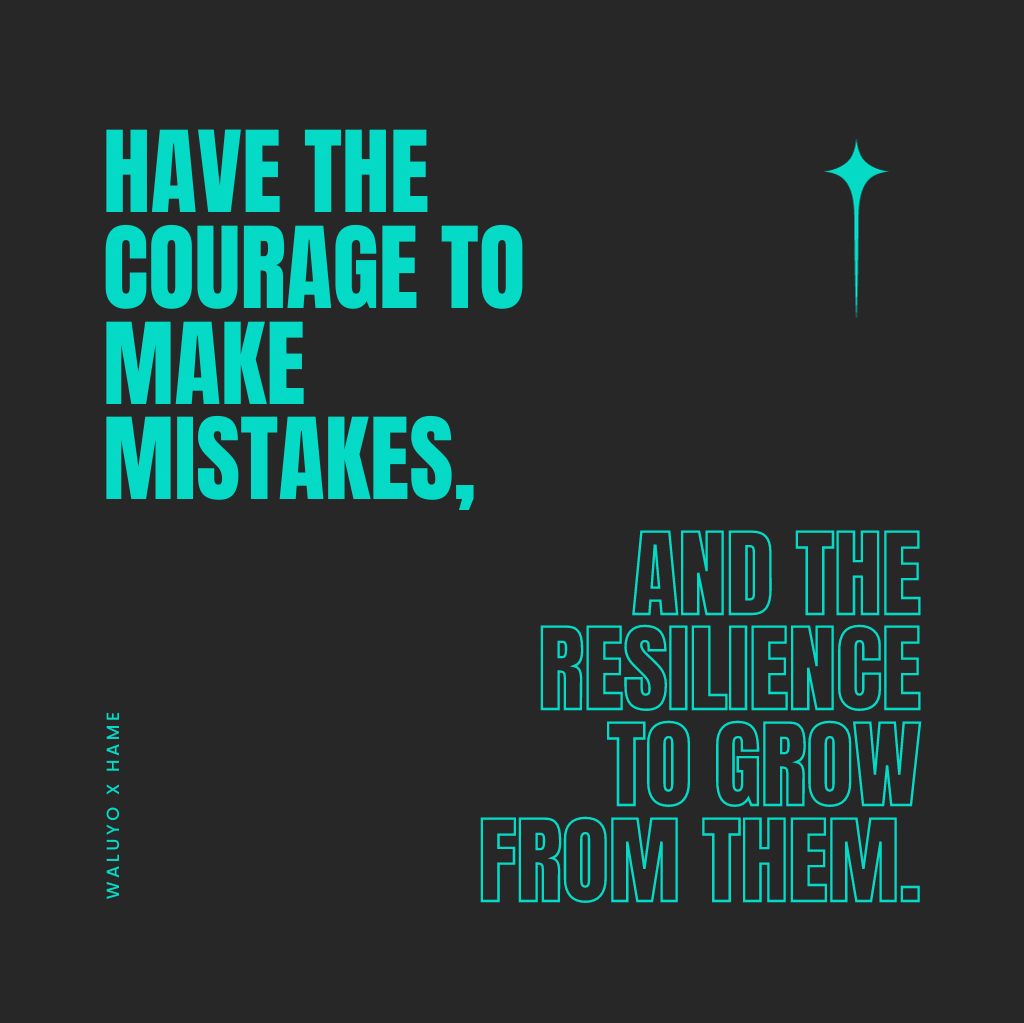 HAVE THE
COURAGE TO
MAKE
MISTAKES,
AND THE
RESILIENCE
TO GROW
FROM THEM.
WALUYO X HAME